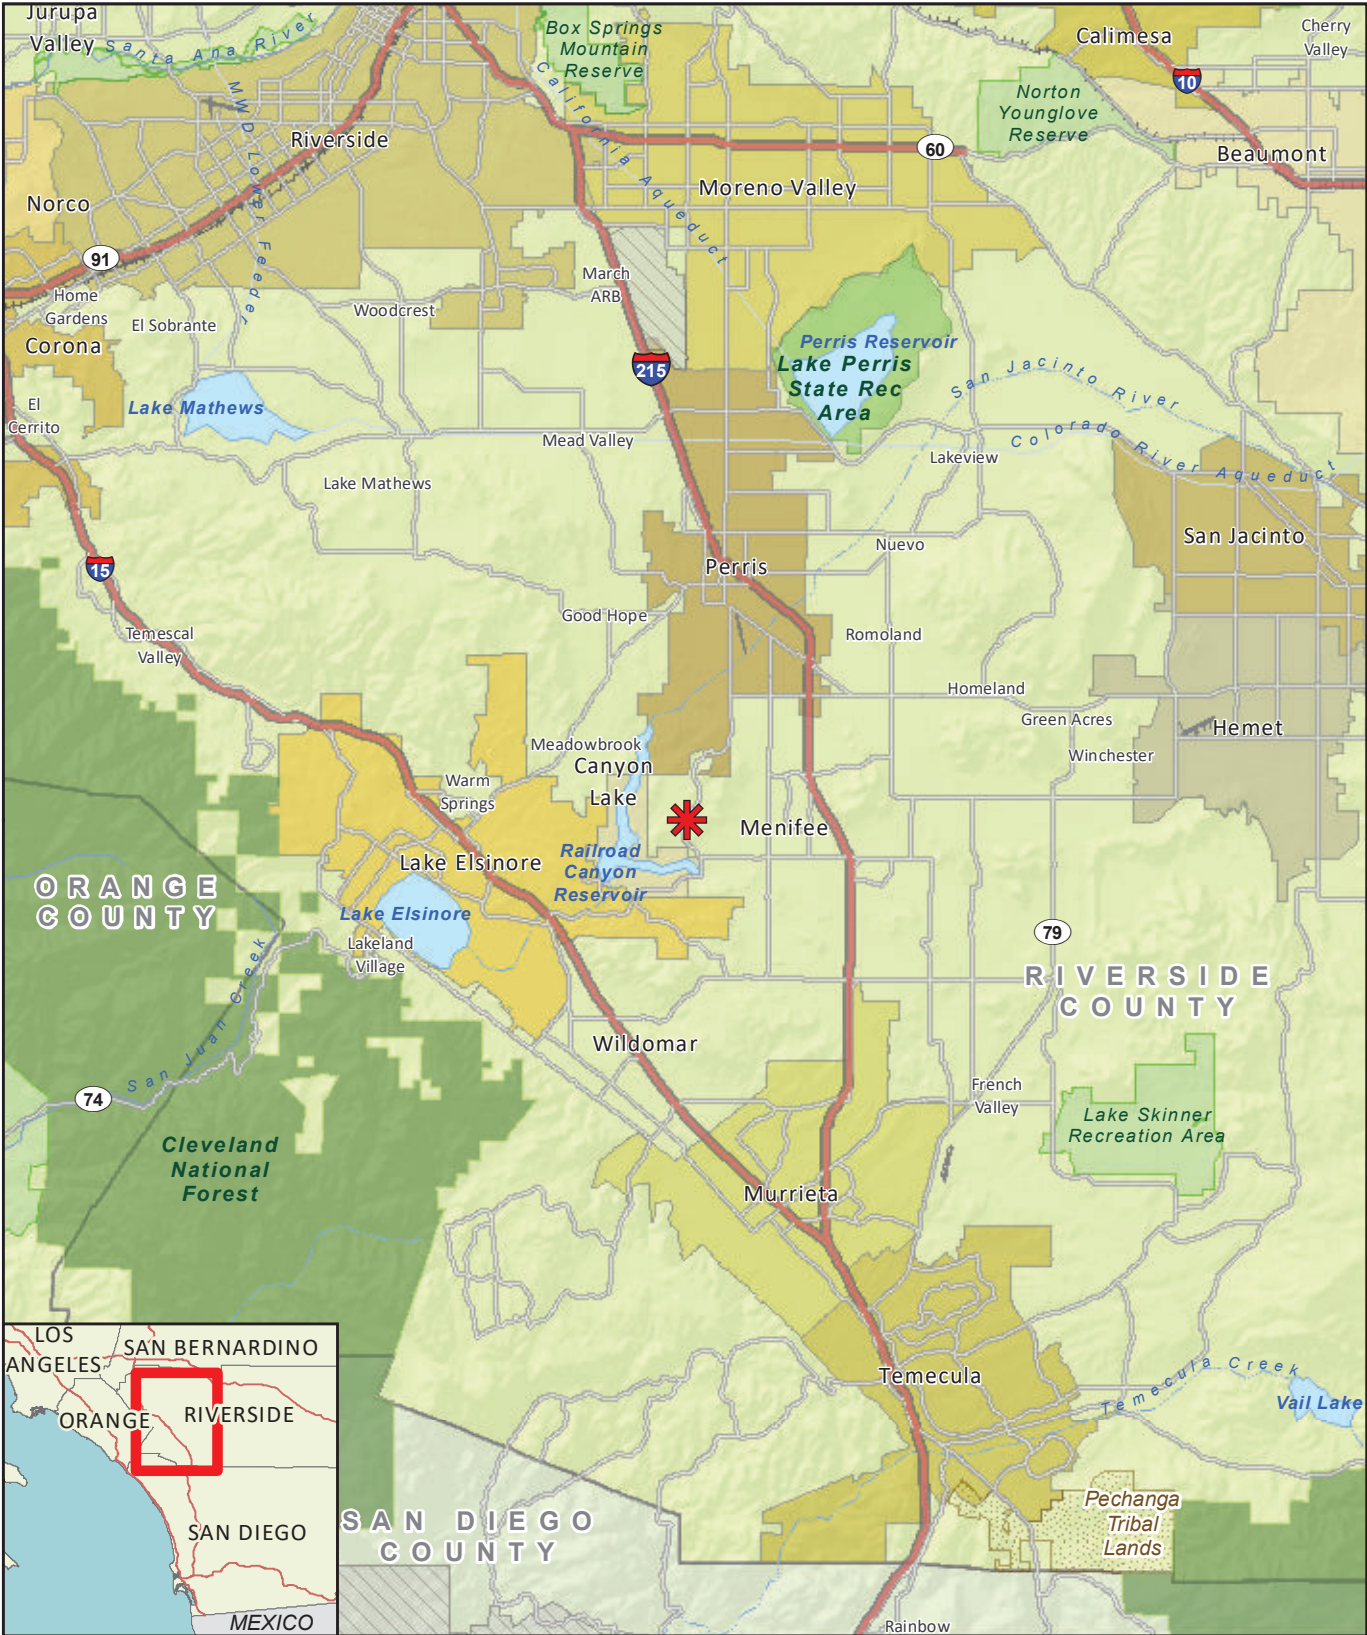 Jurupa
Valley
Santa Ana River
Box Springs
Mountain
Reserve
Calimesa
Cherry
Valley
10
Norton
Younglove
Reserve
MWD Lower Feeder
California Aqueduct
Riverside
60
Beaumont
Moreno Valley
Norco
91
March
ARB
Home
Gardens
El Sobrante
Woodcrest
Corona
Perris Reservoir
Lake Perris
State Rec
Area
215
San Jacinto River
El
Cerrito
Lake Mathews
Mead Valley
Colorado River Aqueduct
Lakeview
Lake Mathews
San Jacinto
Nuevo
15
Perris
Good Hope
Temescal
Valley
Romoland
Homeland
Green Acres
Hemet
Meadowbrook
Winchester
Canyon
Lake
Warm
Springs
Menifee
Lake Elsinore
Railroad
Canyon
Reservoir
ORANGE
COUNTY
Lake Elsinore
79
Lakeland
Village
RIVERSIDE
COUNTY
San Juan Creek
Wildomar
74
French
Valley
Lake Skinner
Recreation Area
Cleveland
National
Forest
Murrieta
Temecula
Temecula Creek
Vail Lake
LOS
ANGELES
SAN BERNARDINO
ORANGE
RIVERSIDE
SAN DIEGO
MEXICO
SAN DIEGO
COUNTY
Pechanga
Tribal
Lands
Rainbow